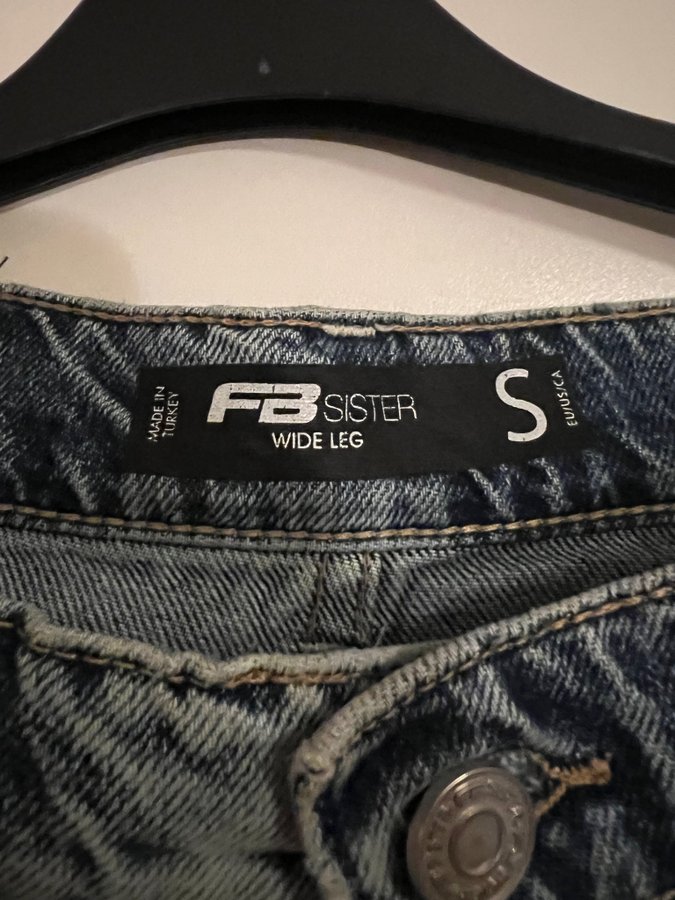 MADE IN
TURKEY
FB SISTER
WIDE LEG
S
EU/US/CA